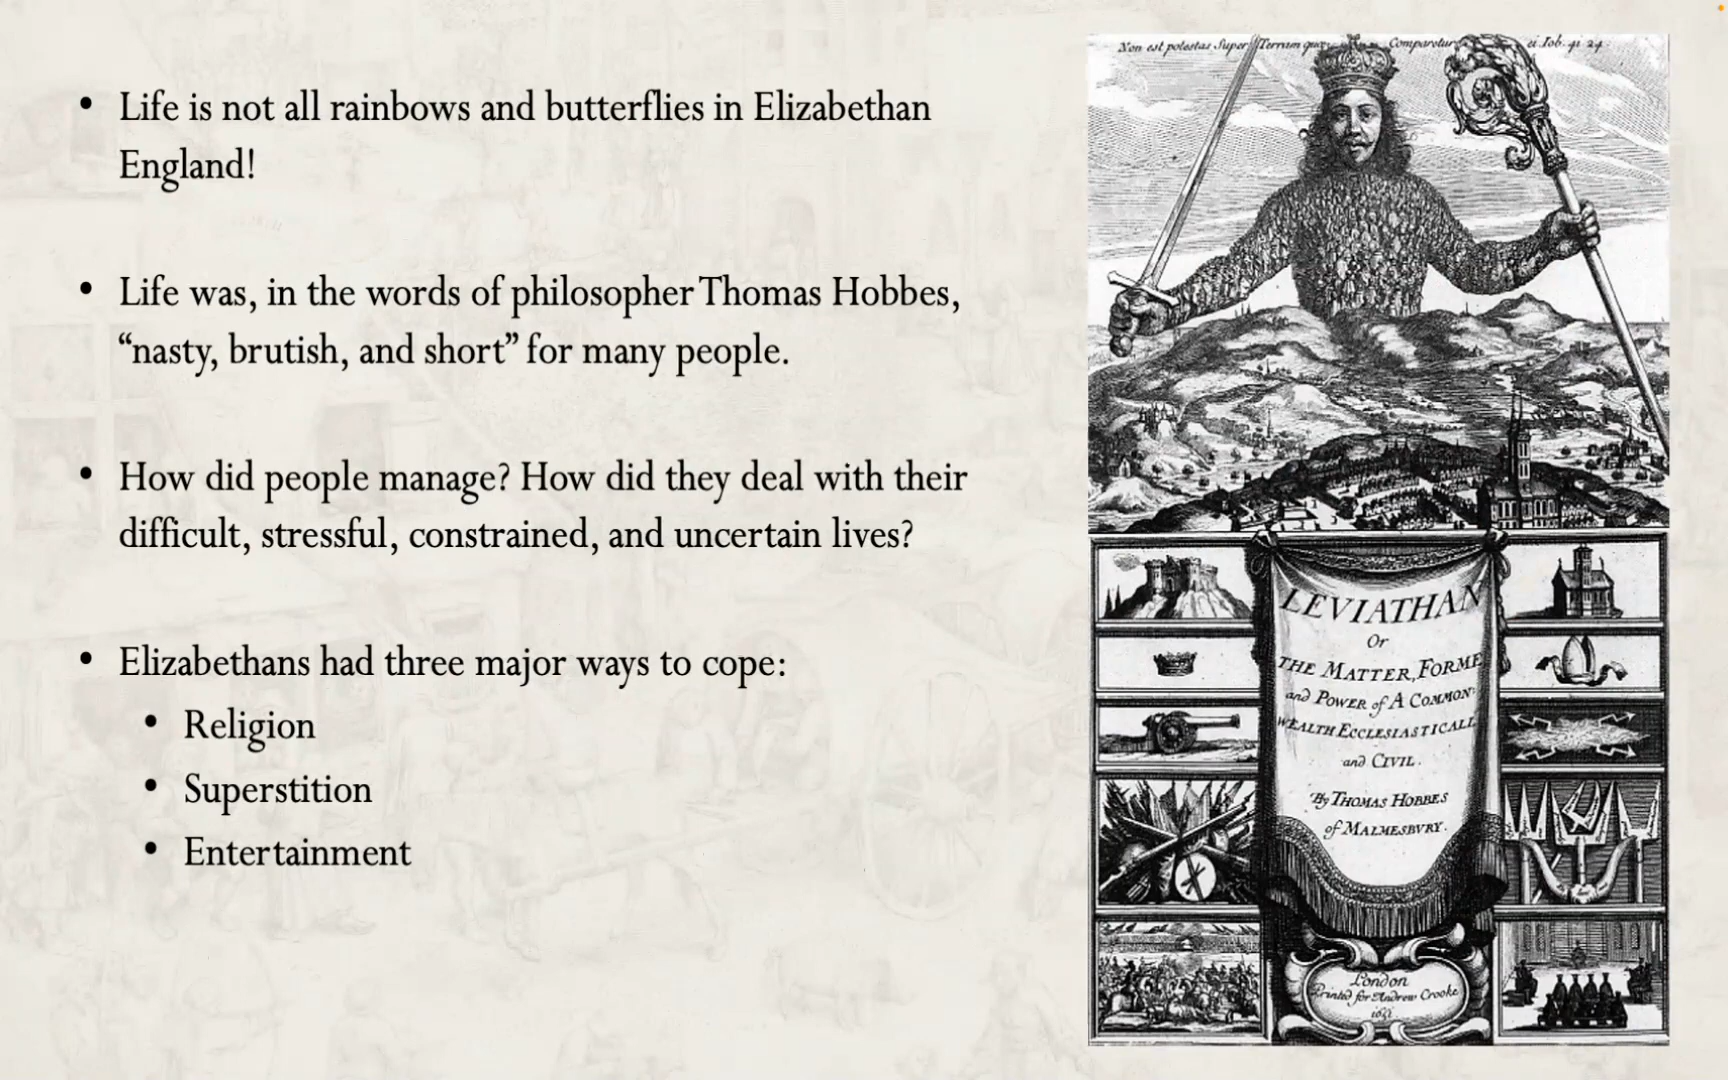 • Life is not all rainbows and butterflies in Elizabethan
England!
• Life was, in the words of philosopher Thomas Hobbes,
“nasty, brutish, and short” for many people.
• How did people manage? How did they deal with their
difficult, stressful, constrained, and uncertain lives?
• Elizabethans had three major ways to cope:
• Religion
• Superstition
• Entertainment
Non est potestas Super Terram quae Comparetur ei Iob. 41 24
LEVIATHAN
Or
THE MATTER, FORME
and POWER of A COMMON-
WEALTH ECCLESIASTICALL
and CIVIL.
By THOMAS HOBBES
of MALMESBVRY.
London
Printed for Andrew Crooke
1651